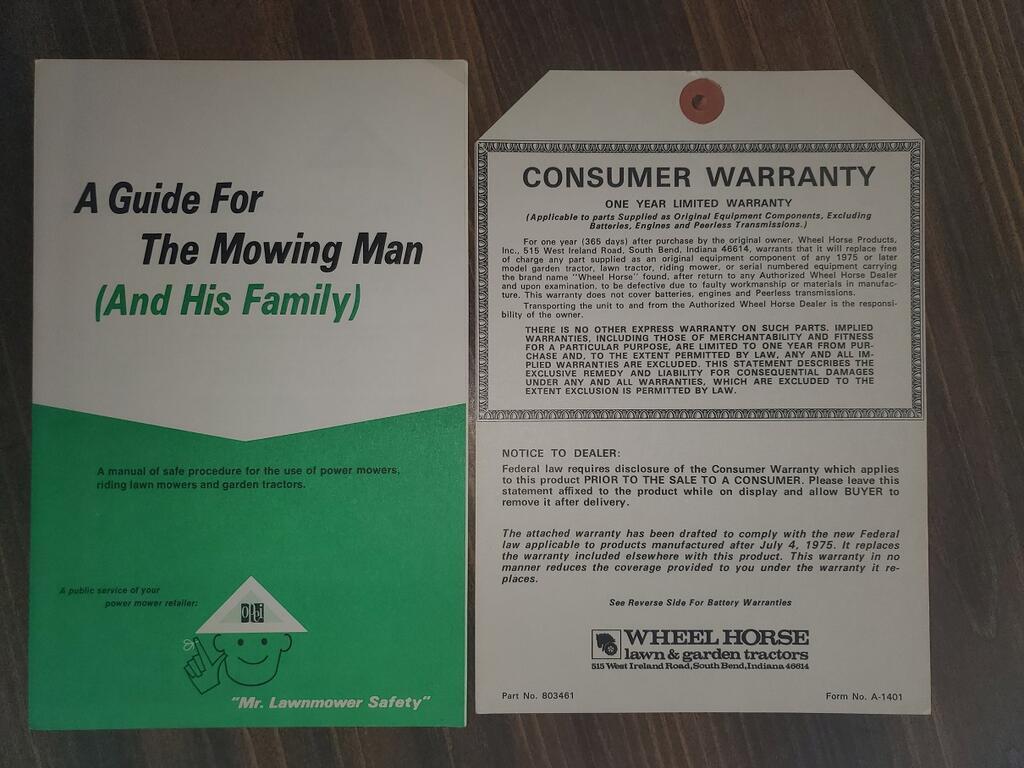 A Guide For
The Mowing Man
(And His Family)
A manual of safe procedure for the use of power mowers,
riding lawn mowers and garden tractors.
A public service of your
power mower retailer:
OPEI
"Mr. Lawnmower Safety"
CONSUMER WARRANTY
ONE YEAR LIMITED WARRANTY
(Applicable to parts Supplied as Original Equipment Components, Excluding
Batteries, Engines and Peerless Transmissions.)
For one year (365 days) after purchase by the original owner, Wheel Horse Products,
Inc., 515 West Ireland Road, South Bend, Indiana 46614, warrants that it will replace free
of charge any part supplied as an original equipment component of any 1975 or later
model garden tractor, lawn tractor, riding mower, or serial numbered equipment carrying
the brand name "Wheel Horse" found, after return to any Authorized Wheel Horse Dealer
and upon examination, to be defective due to faulty workmanship or materials in manufac-
ture. This warranty does not cover batteries, engines and Peerless transmissions.
Transporting the unit to and from the Authorized Wheel Horse Dealer is the responsi-
bility of the owner.
THERE IS NO OTHER EXPRESS WARRANTY ON SUCH PARTS. IMPLIED
WARRANTIES, INCLUDING THOSE OF MERCHANTABILITY AND FITNESS
FOR A PARTICULAR PURPOSE, ARE LIMITED TO ONE YEAR FROM PUR-
CHASE AND, TO THE EXTENT PERMITTED BY LAW, ANY AND ALL IM-
PLIED WARRANTIES ARE EXCLUDED. THIS STATEMENT DESCRIBES THE
EXCLUSIVE REMEDY AND LIABILITY FOR CONSEQUENTIAL DAMAGES
UNDER ANY AND ALL WARRANTIES, WHICH ARE EXCLUDED TO THE
EXTENT EXCLUSION IS PERMITTED BY LAW.
NOTICE TO DEALER:
Federal law requires disclosure of the Consumer Warranty which applies
to this product PRIOR TO THE SALE TO A CONSUMER. Please leave this
statement affixed to the product while on display and allow BUYER to
remove it after delivery.
The attached warranty has been drafted to comply with the new Federal
law applicable to products manufactured after July 4, 1975. It replaces
the warranty included elsewhere with this product. This warranty in no
manner reduces the coverage provided to you under the warranty it re-
places.
See Reverse Side For Battery Warranties
WHEEL HORSE
lawn & garden tractors
515 West Ireland Road, South Bend, Indiana 46614
Part No. 803461
Form No. A-1401